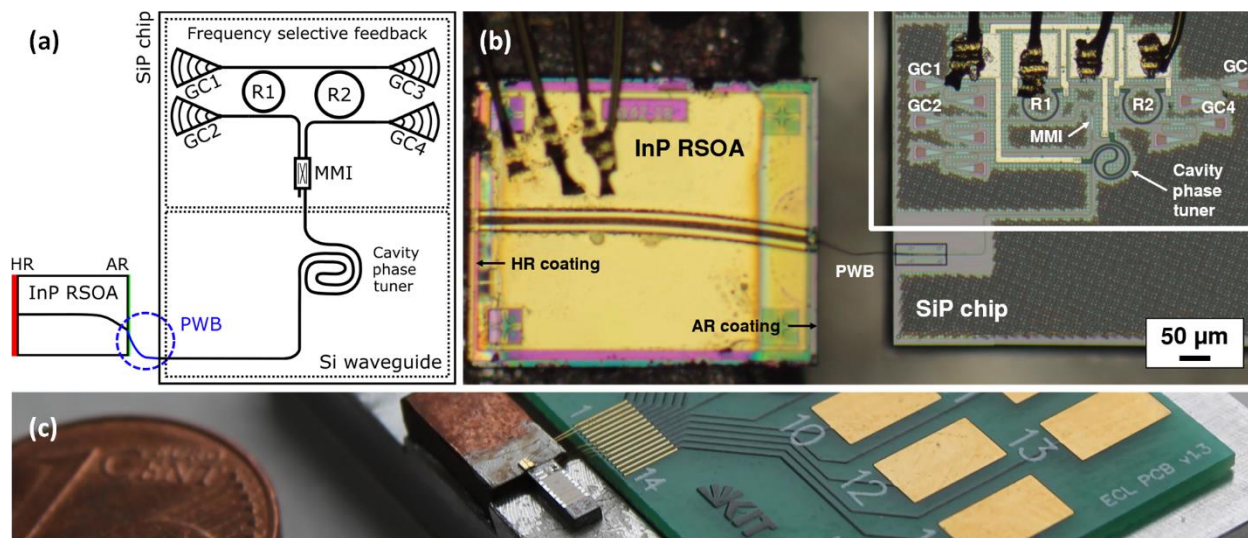 (a)
SiP chip
Frequency selective feedback
GC1
R1
R2
GC3
GC2
GC4
MMI
Cavity
phase
tuner
HR
AR
InP RSOA
PWB
Si waveguide
(b)
InP RSOA
HR coating
AR coating
PWB
GC1
GC2
R1
R2
GC4
MMI
Cavity
phase
tuner
SiP chip
50 µm
(c)
1
14
10
12
13
KIT
ECL PCB v1.3